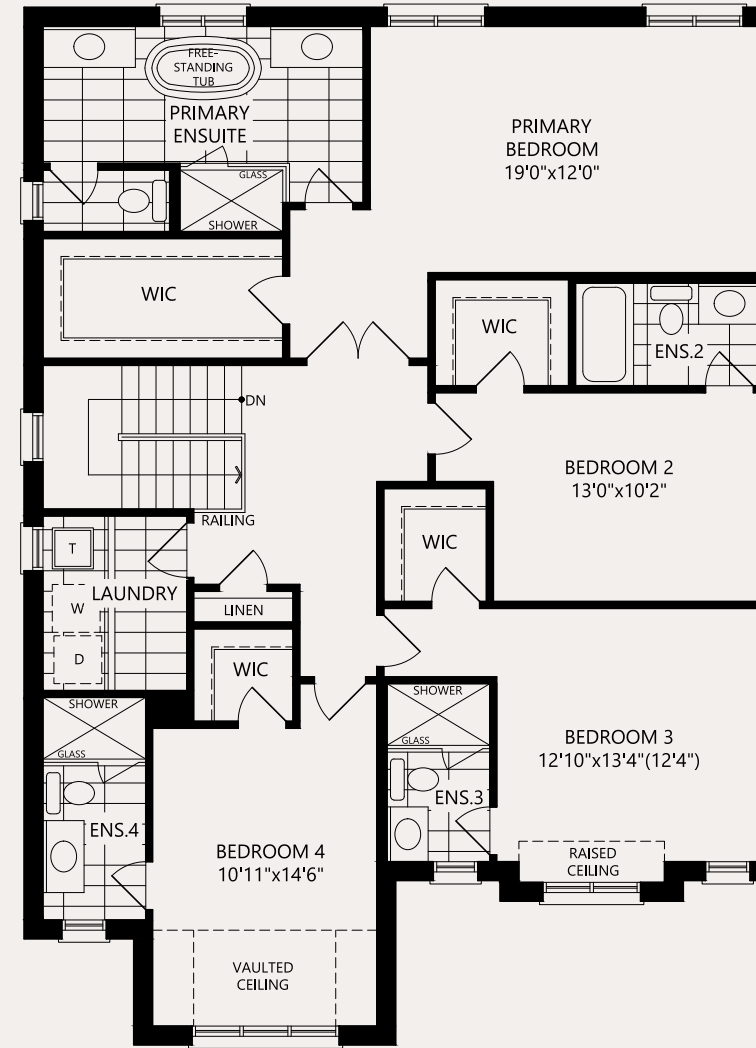 FREE-
STANDING
TUB
PRIMARY
ENSUITE
GLASS
SHOWER
PRIMARY
BEDROOM
19'0"x12'0"
WIC
WIC
ENS.2
DN
RAILING
BEDROOM 2
13'0"x10'2"
WIC
T
LAUNDRY
W
D
LINEN
WIC
SHOWER
GLASS
ENS.4
BEDROOM 4
10'11"x14'6"
VAULTED
CEILING
SHOWER
GLASS
ENS.3
BEDROOM 3
12'10"x13'4"(12'4")
RAISED
CEILING